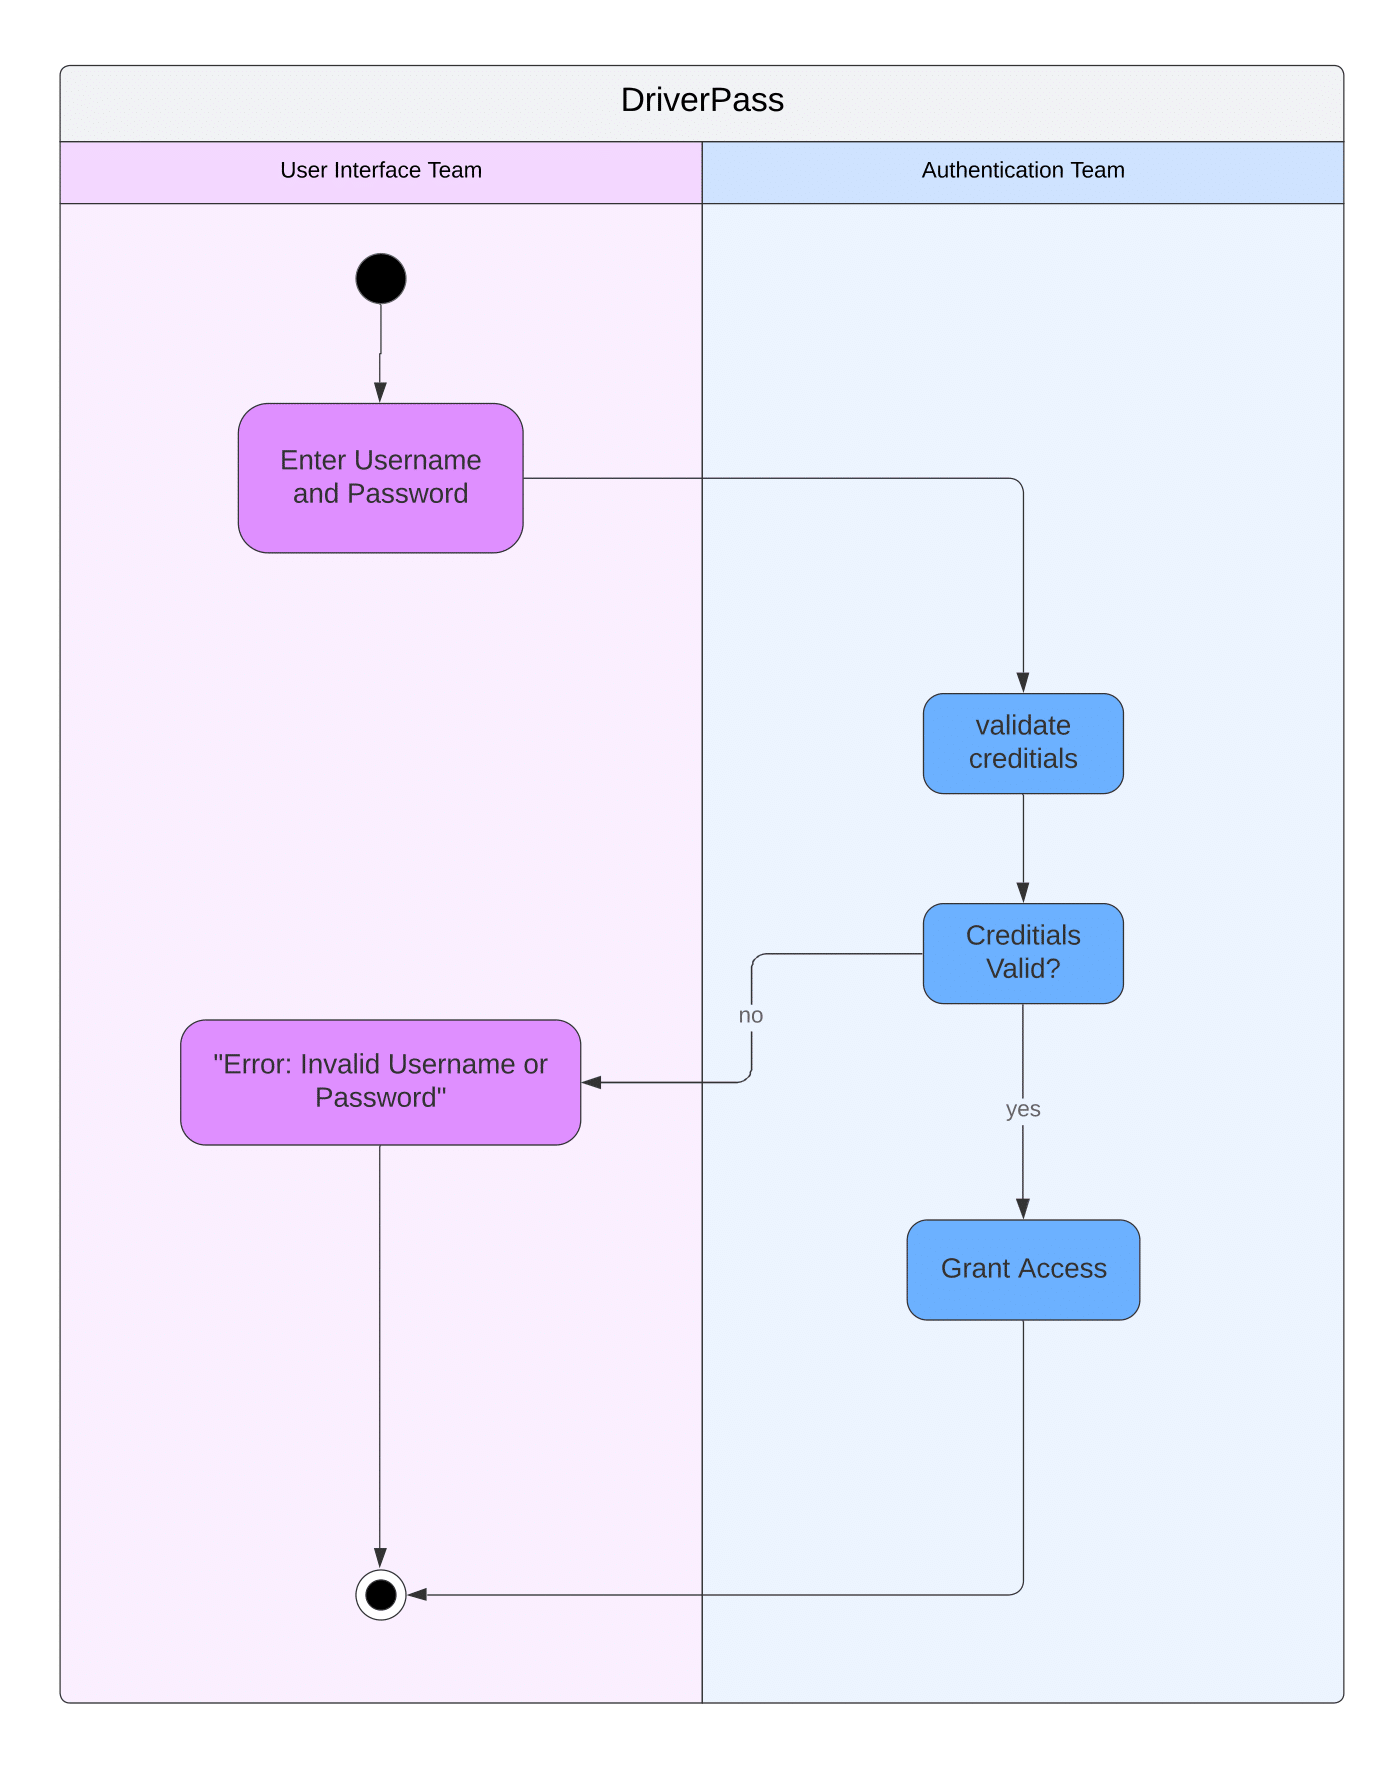 DriverPass
User Interface Team
Authentication Team
Enter Username
and Password
validate
creditials
Creditials
Valid?
no
"Error: Invalid Username or
Password"
yes
Grant Access